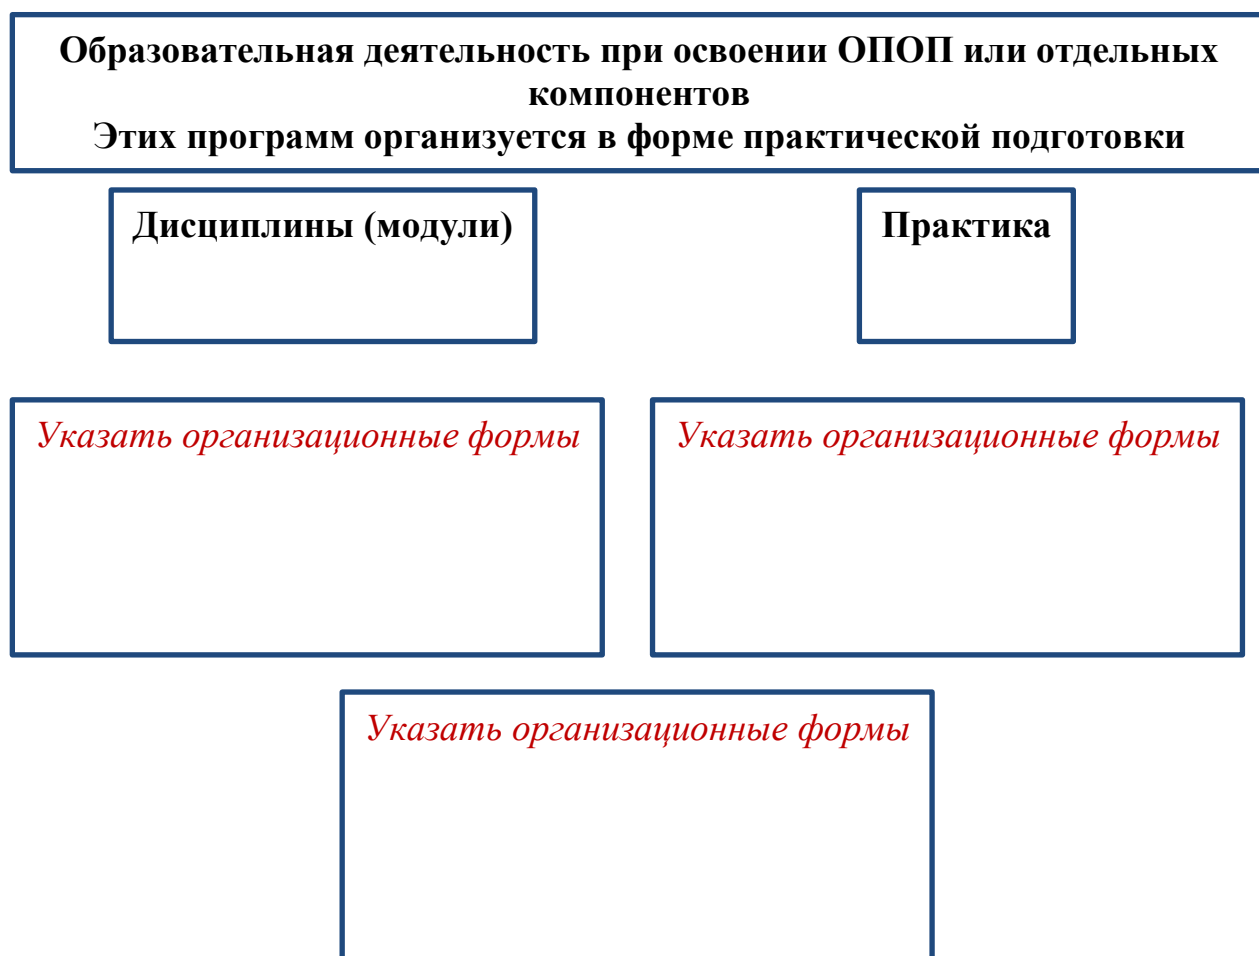 Образовательная деятельность при освоении ОПОП или отдельных
компонентов
Этих программ организуется в форме практической подготовки
Дисциплины (модули)
Практика
Указать организационные формы
Указать организационные формы
Указать организационные формы